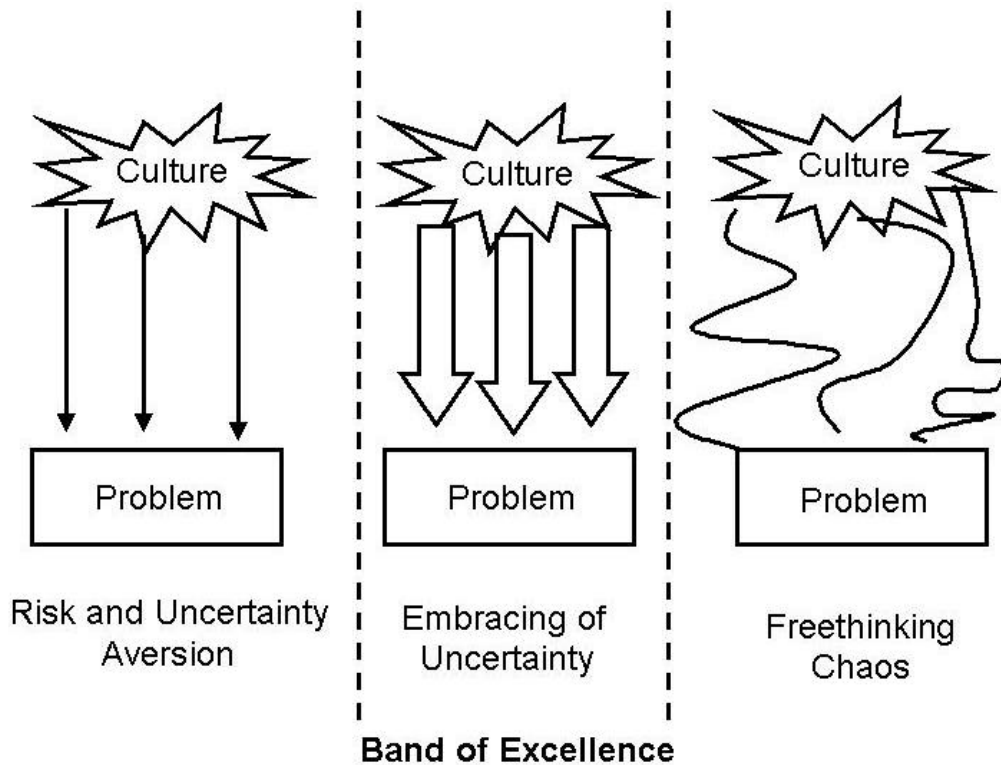 Culture
Problem
Risk and Uncertainty
Aversion
Culture
Problem
Embracing of
Uncertainty
Culture
Problem
Freethinking
Chaos
Band of Excellence